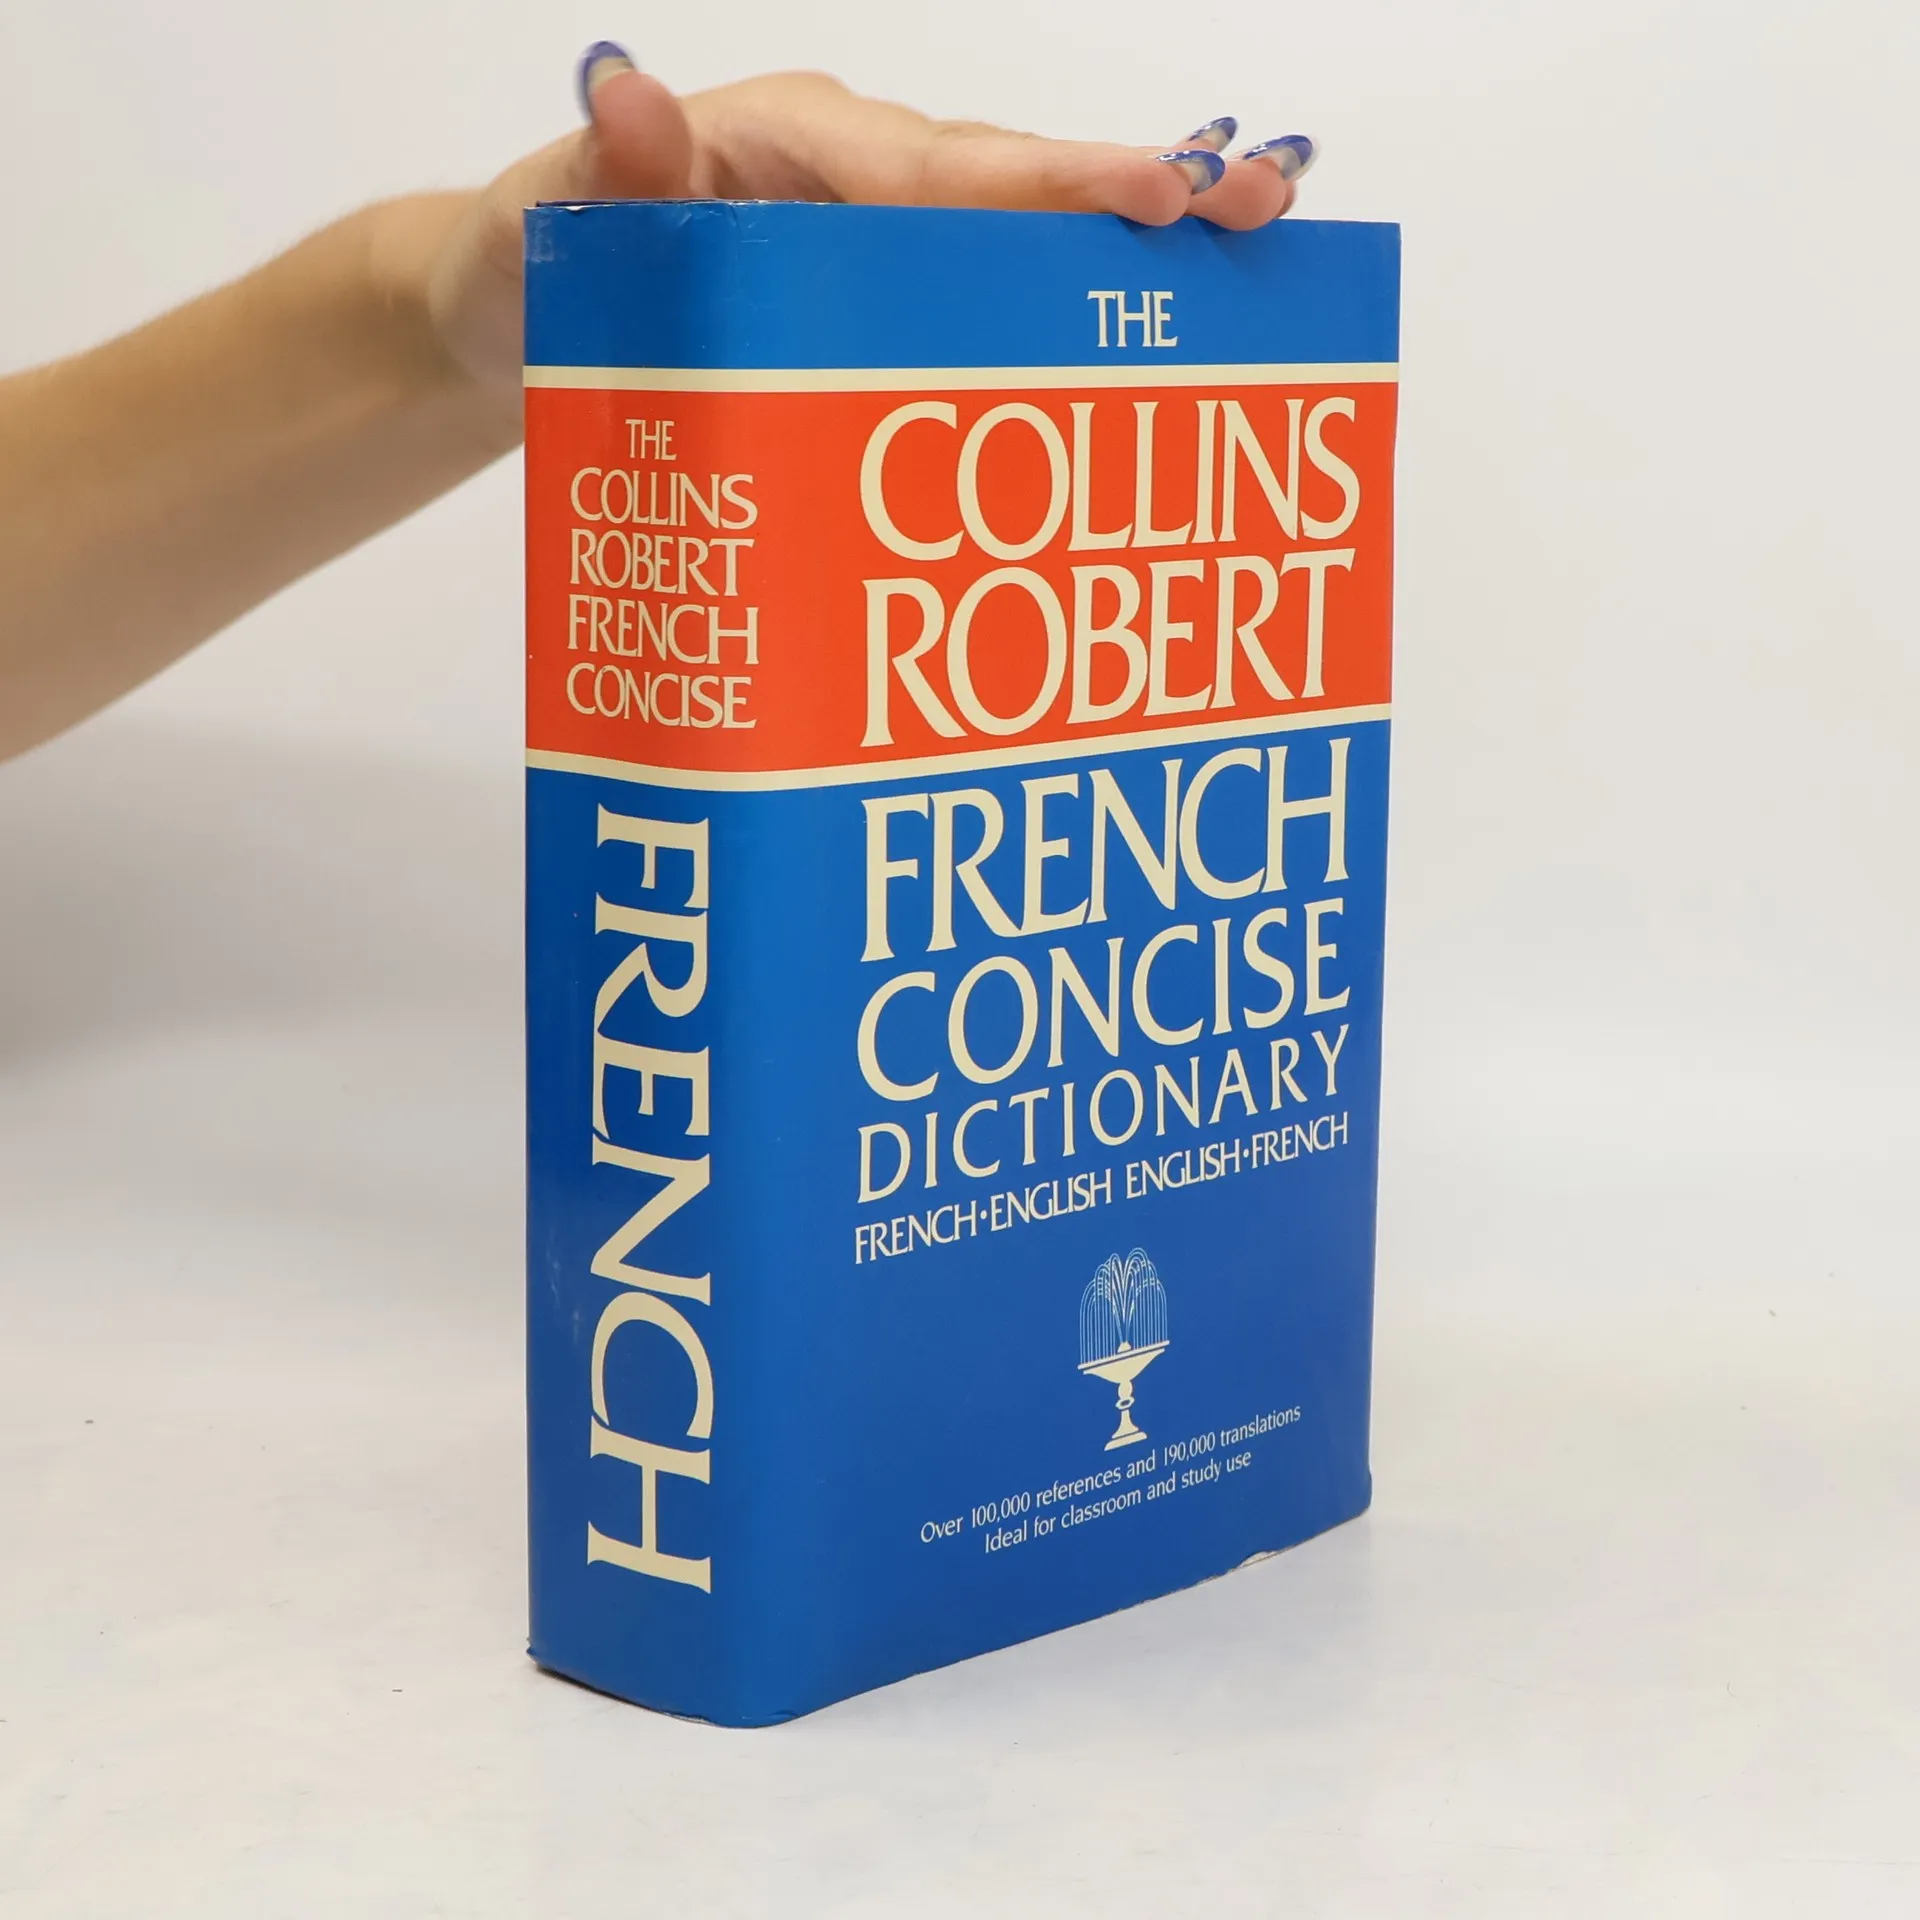 THE
COLLINS
ROBERT
FRENCH
CONCISE
FRENCH
THE
COLLINS
ROBERT
FRENCH
CONCISE
DICTIONARY
FRENCH·ENGLISH ENGLISH·FRENCH
Over 100,000 references and 190,000 translations
Ideal for classroom and study use